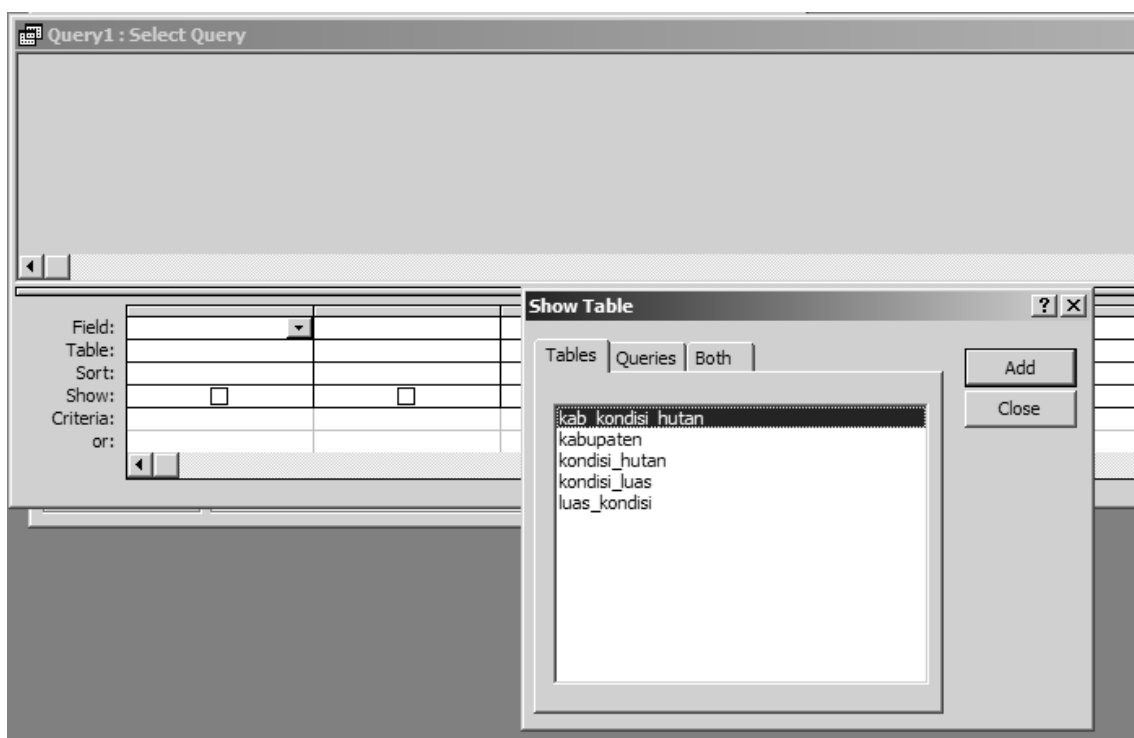 Query1 : Select Query
Field:
Table:
Sort:
Show:
Criteria:
or:
Show Table
Tables Queries Both
Add
Close
kab_kondisi_hutan
kabupaten
kondisi_hutan
kondisi_luas
luas_kondisi